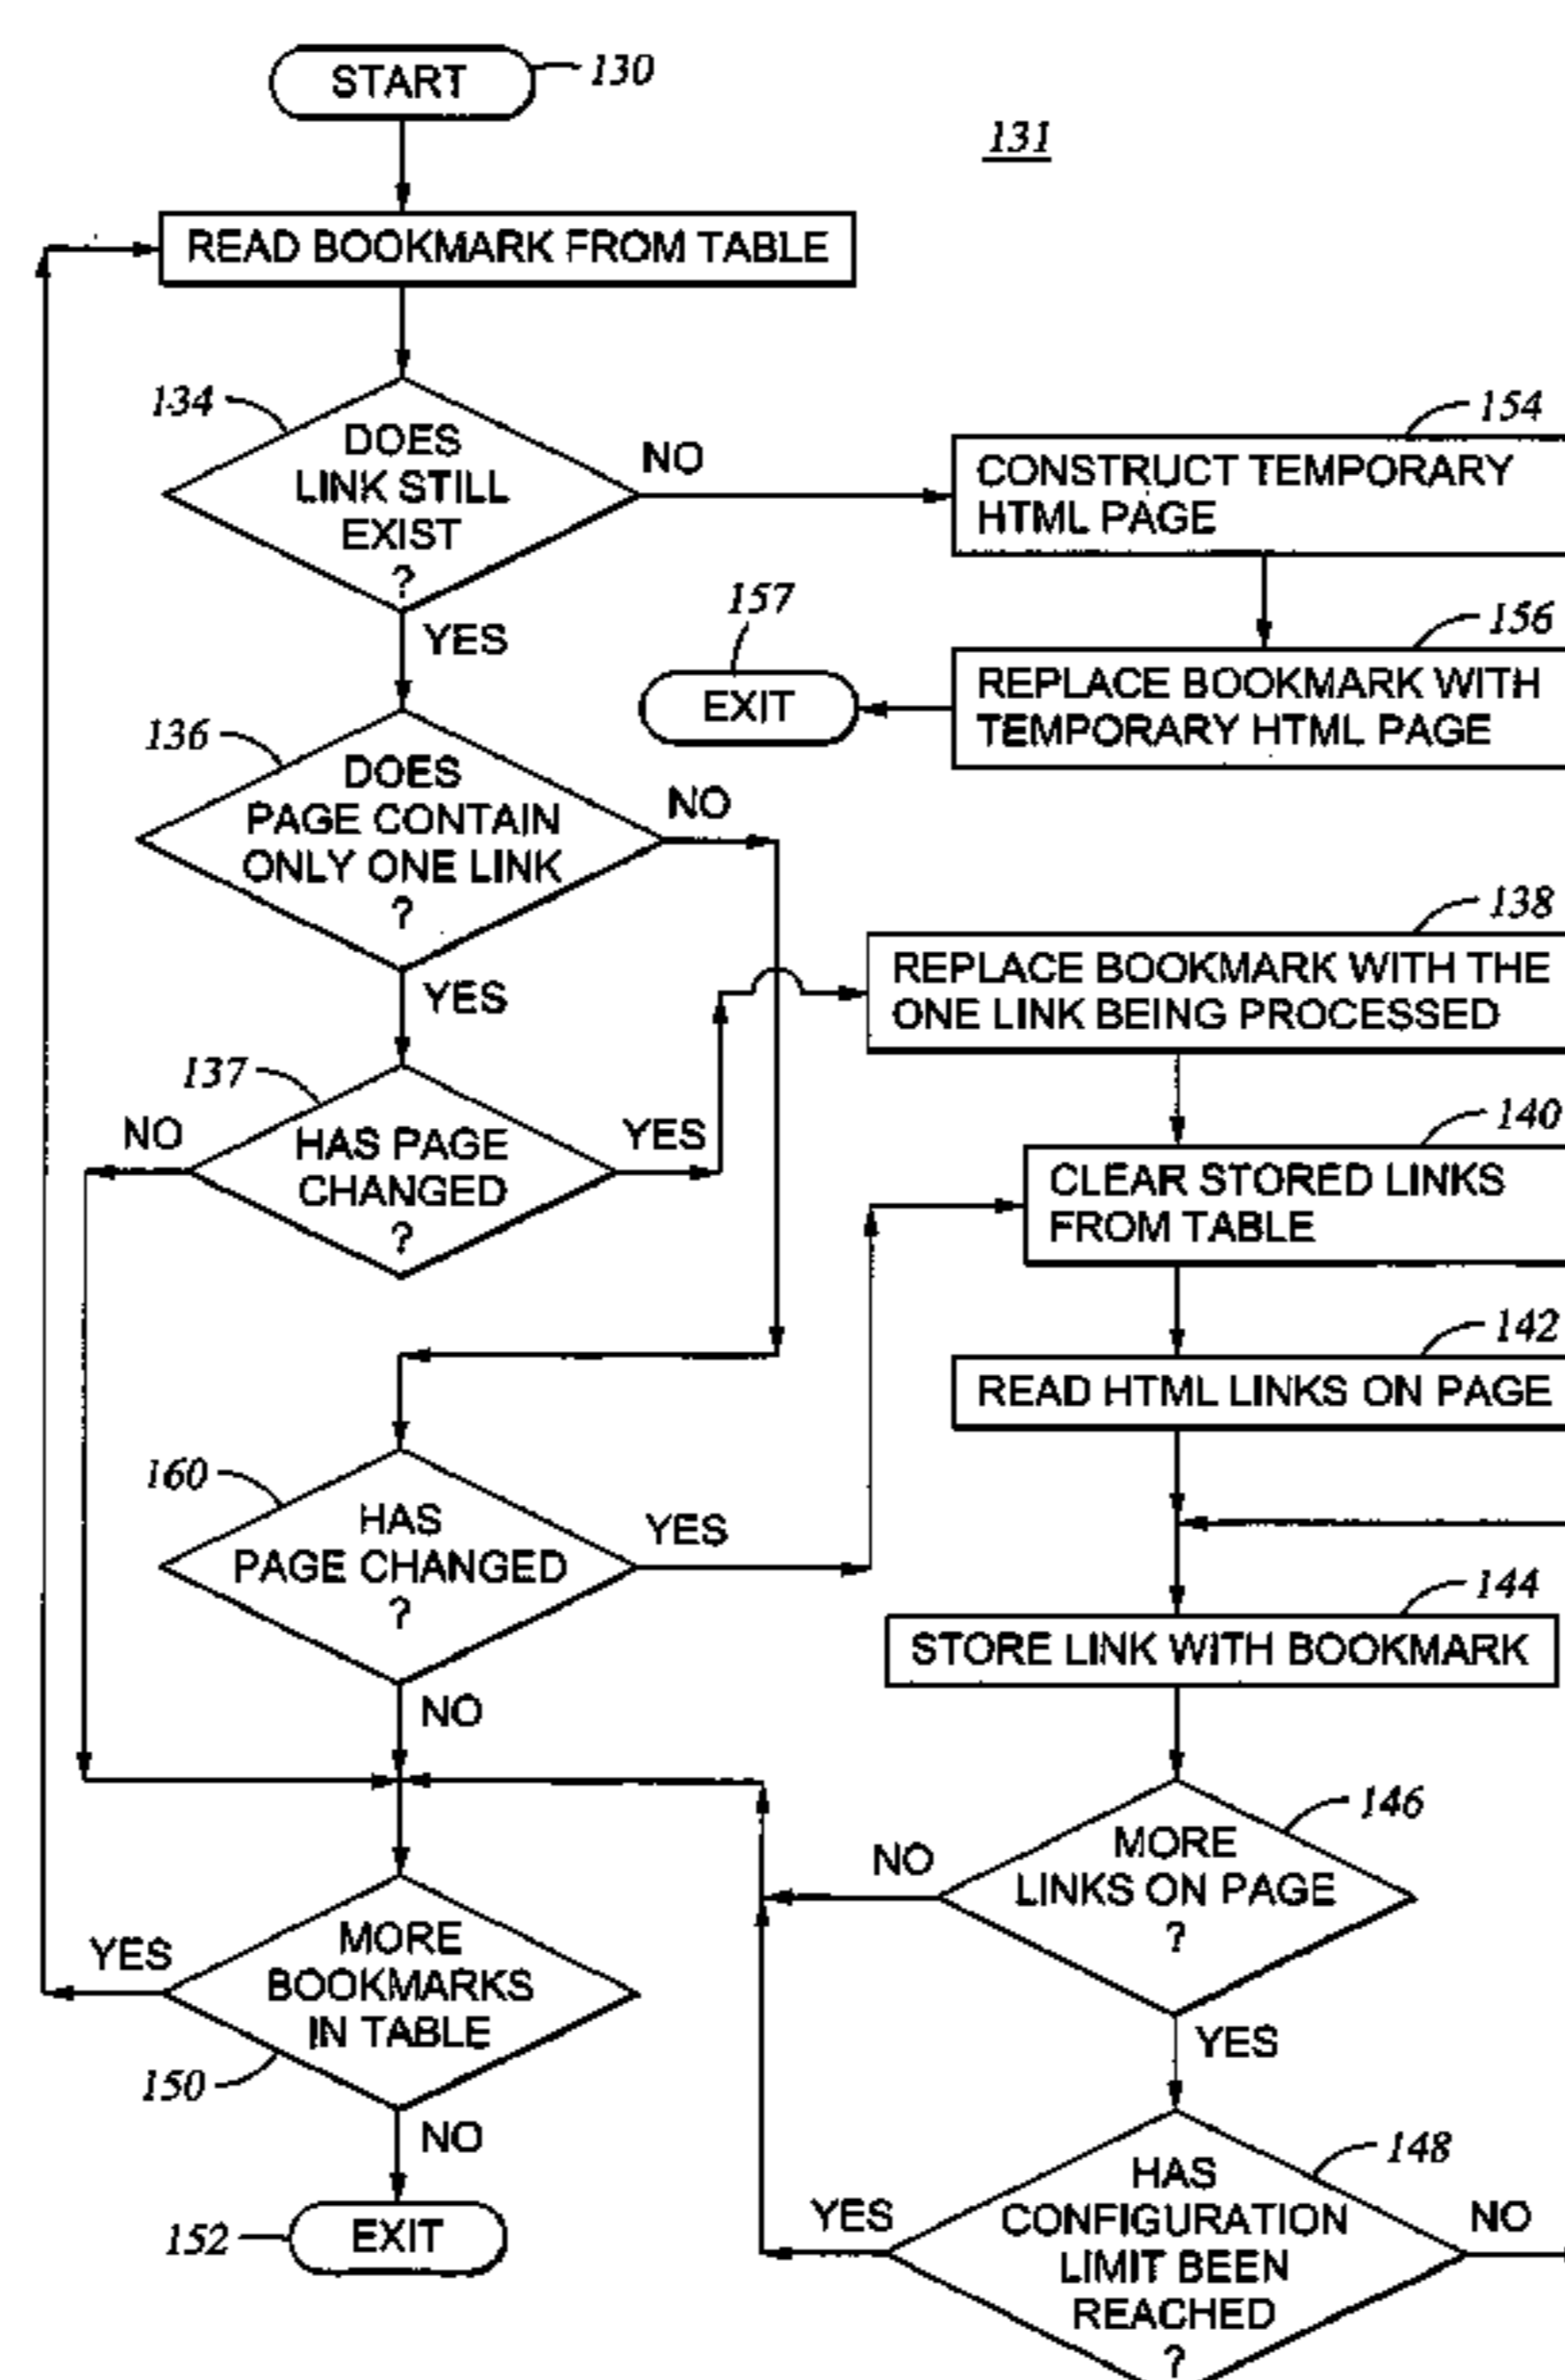 START
130
131
READ BOOKMARK FROM TABLE
134
DOES
LINK STILL
EXIST
?
NO
YES
154
CONSTRUCT TEMPORARY
HTML PAGE
156
REPLACE BOOKMARK WITH
TEMPORARY HTML PAGE
157
EXIT
136
DOES
PAGE CONTAIN
ONLY ONE LINK
?
NO
YES
137
HAS PAGE
CHANGED
?
NO
YES
138
REPLACE BOOKMARK WITH THE
ONE LINK BEING PROCESSED
140
CLEAR STORED LINKS
FROM TABLE
142
READ HTML LINKS ON PAGE
160
HAS
PAGE CHANGED
?
YES
NO
144
STORE LINK WITH BOOKMARK
146
MORE
LINKS ON PAGE
?
NO
YES
148
HAS
CONFIGURATION
LIMIT BEEN
REACHED
?
YES
NO
MORE
BOOKMARKS
IN TABLE
YES
150
NO
152
EXIT